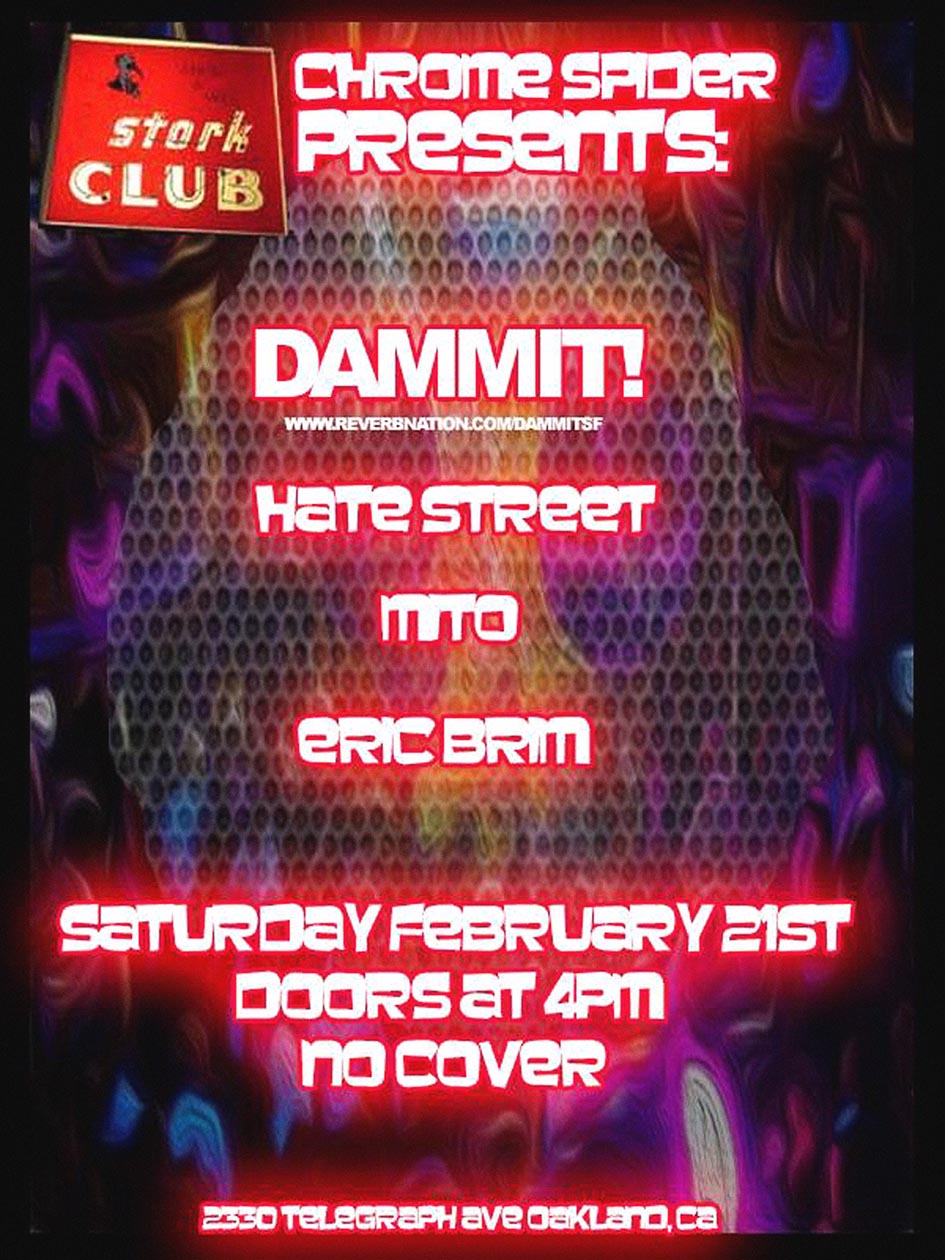 stork
CLUB
CHROME SPIDER
PRESENTS:
DAMMIT!
WWW.REVERBNATION.COM/DAMMITSF
HATE STREET
MITO
ERIC BRIM
SATURDAY FEBRUARY 21ST
DOORS AT 4PM
NO COVER
2330 TELEGRAPH AVE OAKLAND, CA